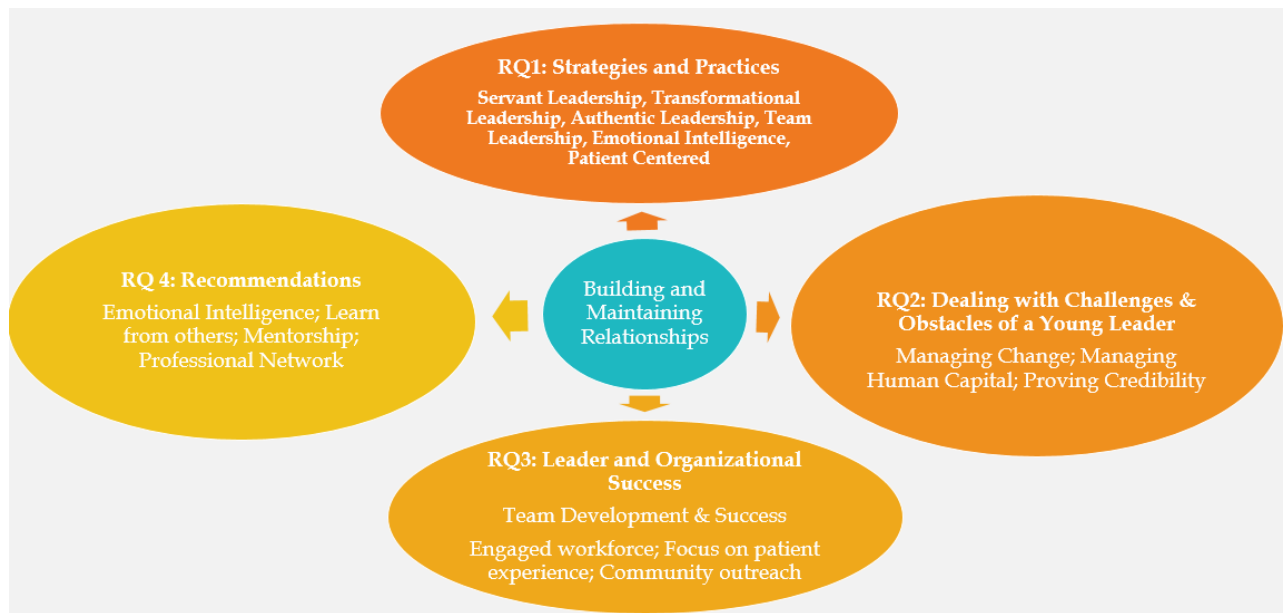 RQ1: Strategies and Practices
Servant Leadership, Transformational
Leadership, Authentic Leadership, Team
Leadership, Emotional Intelligence,
Patient Centered
RQ 4: Recommendations
Emotional Intelligence; Learn
from others; Mentorship;
Professional Network
Building and
Maintaining
Relationships
RQ2: Dealing with Challenges &
Obstacles of a Young Leader
Managing Change; Managing
Human Capital; Proving Credibility
RQ3: Leader and Organizational
Success
Team Development & Success
Engaged workforce; Focus on patient
experience; Community outreach